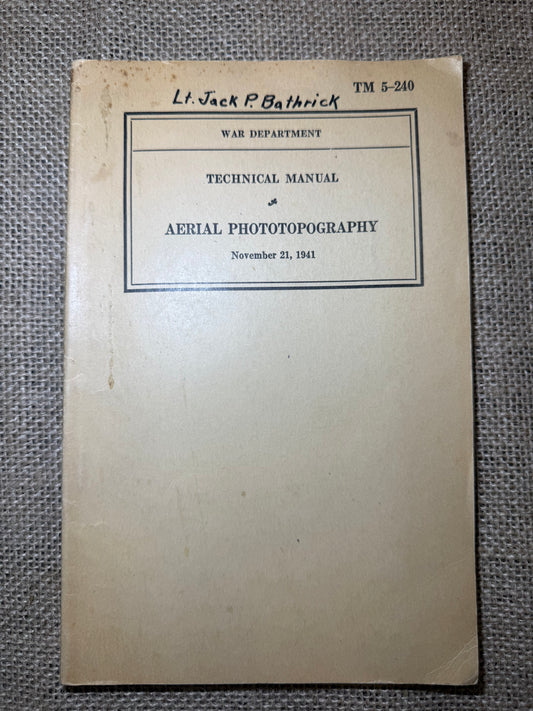 TM 5–240
Lt. Jack P. Bathrick
WAR DEPARTMENT
TECHNICAL MANUAL
AERIAL PHOTOTOPOGRAPHY
November 21, 1941